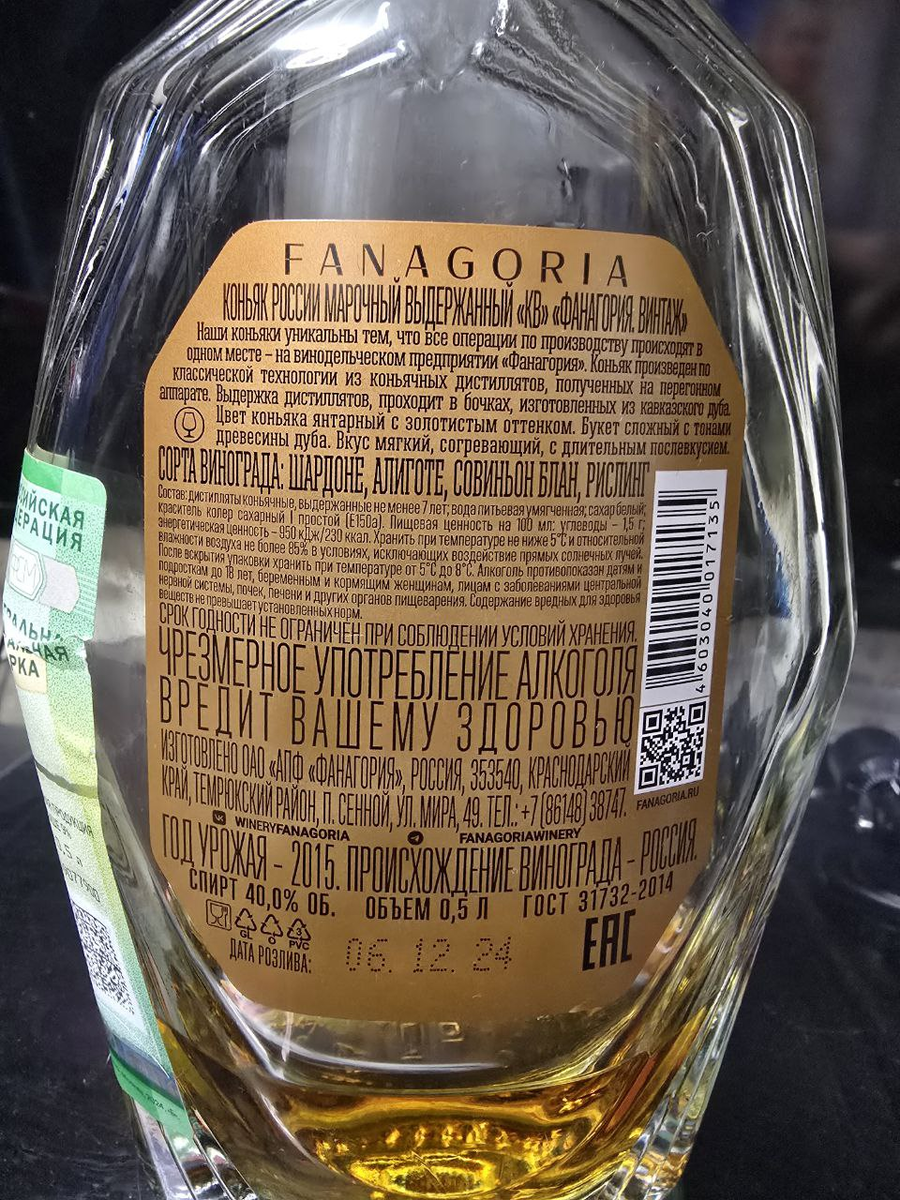 FANAGORIA
КОНЬЯК РОССИИ МАРОЧНЫЙ ВЫДЕРЖАННЫЙ «КВ» «ФАНАГОРИЯ. ВИНТАЖ»
Наши коньяки уникальны тем, что все операции по производству происходят в
одном месте – на винодельческом предприятии «Фанагория». Коньяк произведен по
классической технологии из коньячных дистиллятов, полученных на перегонном
аппарате. Выдержка дистиллятов, проходит в бочках, изготовленных из кавказского дуба.
Цвет коньяка янтарный с золотистым оттенком. Букет сложный с тонами
древесины дуба. Вкус мягкий, согревающий, с длительным послевкусием.
СОРТА ВИНОГРАДА: ШАРДОНЕ, АЛИГОТЕ, СОВИНЬОН БЛАН, РИСЛИНГ
Состав: дистилляты коньячные, выдержанные не менее 7 лет; вода питьевая умягченная; сахар белый;
краситель колер сахарный I простой (Е150а). Пищевая ценность на 100 мл: углеводы – 1,5 г;
энергетическая ценность – 950 кДж/230 ккал. Хранить при температуре не ниже 5°С и относительной
влажности воздуха не более 85% в условиях, исключающих воздействие прямых солнечных лучей.
После вскрытия упаковки хранить при температуре от 5°С до 8°С. Алкоголь противопоказан детям и
подросткам до 18 лет, беременным и кормящим женщинам, лицам с заболеваниями центральной
нервной системы, почек, печени и других органов пищеварения. Содержание вредных для здоровья
веществ не превышает установленных норм.
СРОК ГОДНОСТИ НЕ ОГРАНИЧЕН ПРИ СОБЛЮДЕНИИ УСЛОВИЙ ХРАНЕНИЯ.
ЧРЕЗМЕРНОЕ УПОТРЕБЛЕНИЕ АЛКОГОЛЯ
ВРЕДИТ ВАШЕМУ ЗДОРОВЬЮ
ИЗГОТОВЛЕНО ОАО «АПФ «ФАНАГОРИЯ», РОССИЯ, 353540, КРАСНОДАРСКИЙ
КРАЙ, ТЕМРЮКСКИЙ РАЙОН, П. СЕННОЙ, УЛ. МИРА, 49. ТЕЛ.: +7 (86148) 38747.
WINERYFANAGORIA FANAGORIAWINERY
ГОД УРОЖАЯ – 2015. ПРОИСХОЖДЕНИЕ ВИНОГРАДА – РОССИЯ.
СПИРТ 40,0% ОБ. ОБЪЕМ 0,5 Л ГОСТ 31732-2014
GL
3
PVC
EAC
ДАТА РОЗЛИВА: 06. 12. 24
4603040017135
FANAGORIA.RU